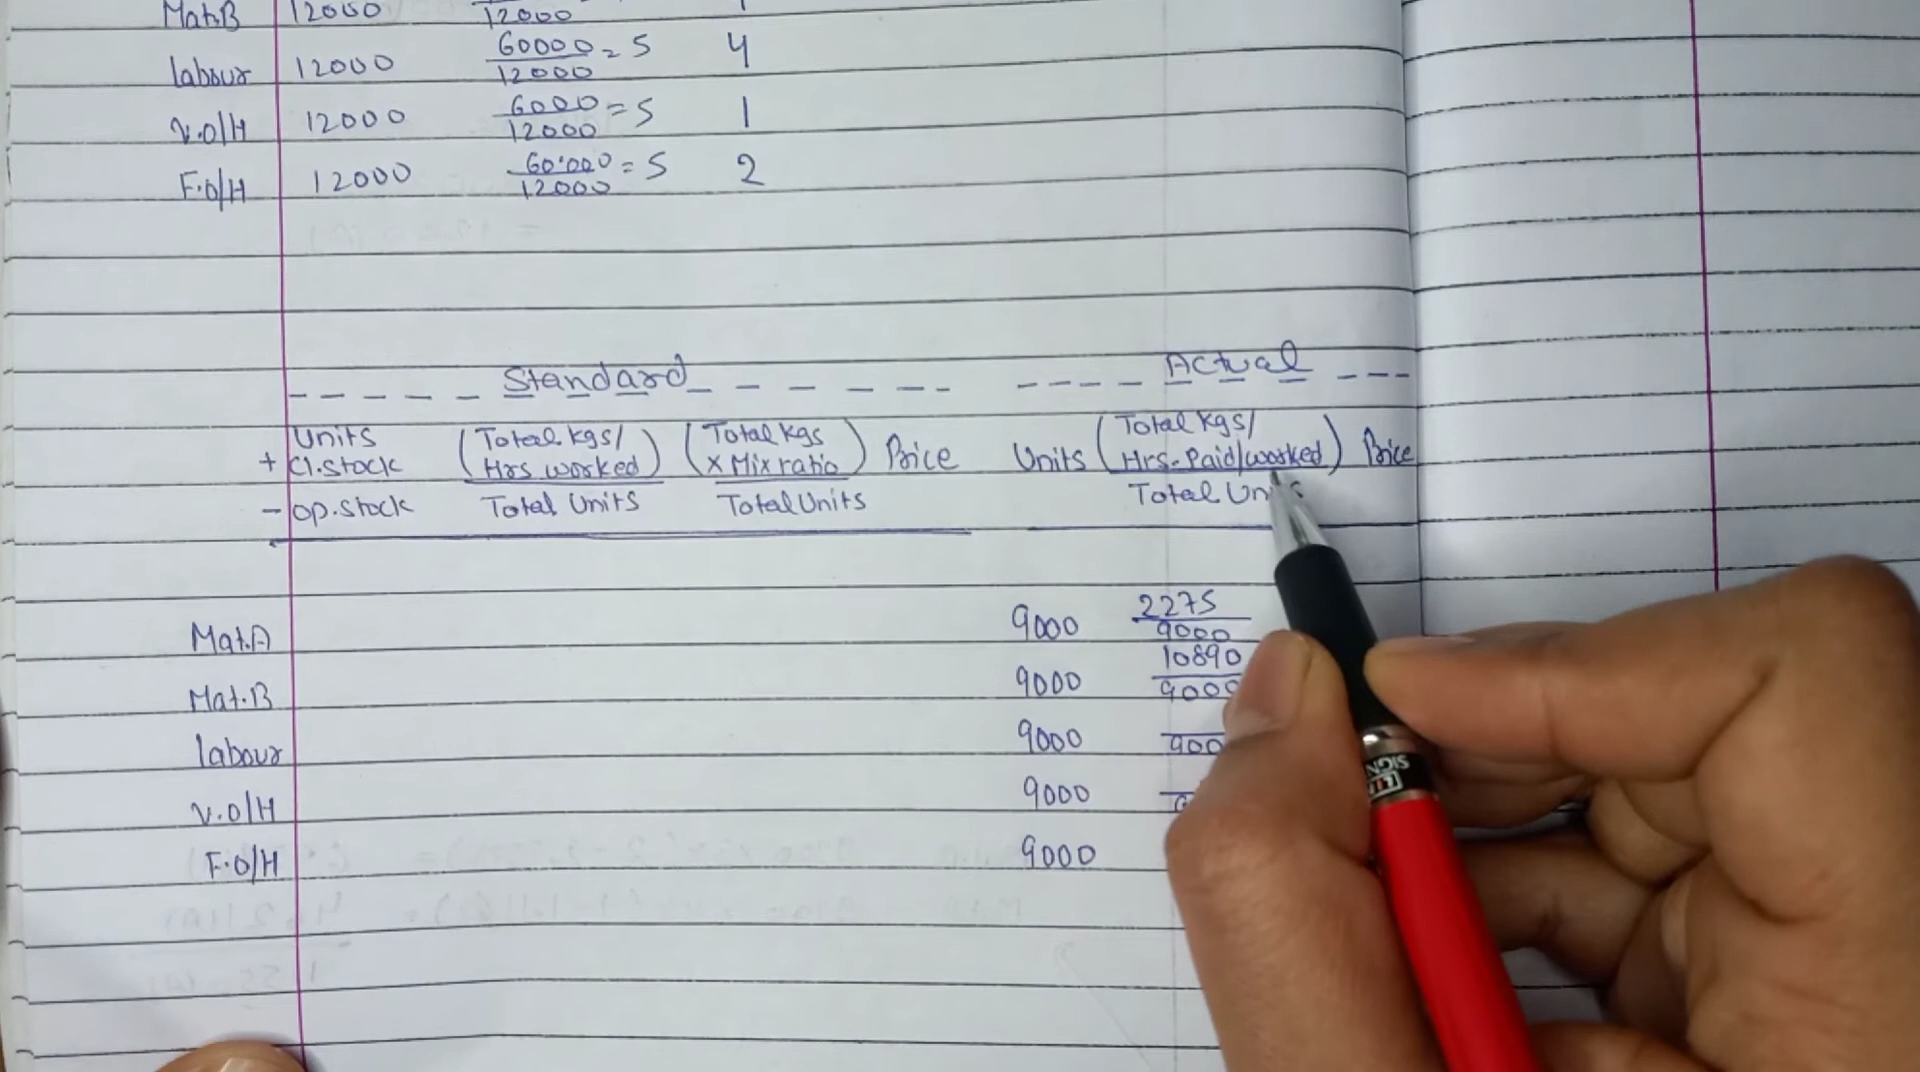 Mat.B 12000 12000
labour 12000 60000/12000 = 5 4
V.O/H 12000 6000/12000 = 5 1
F.O/H 12000 60,000/12000 = 5 2
Standard Actual
Units + Cl.stock - op.stock (Total kgs/ Hrs worked) Total Units (Total kgs X Mix ratio) Total Units Price Units (Total kgs/ Hrs-Paid/worked) Total Units Price
Mat.A 9000 2275/9000
Mat.B 9000 10890/9000
labour 9000 900
V.O/H 9000
F.O/H 9000